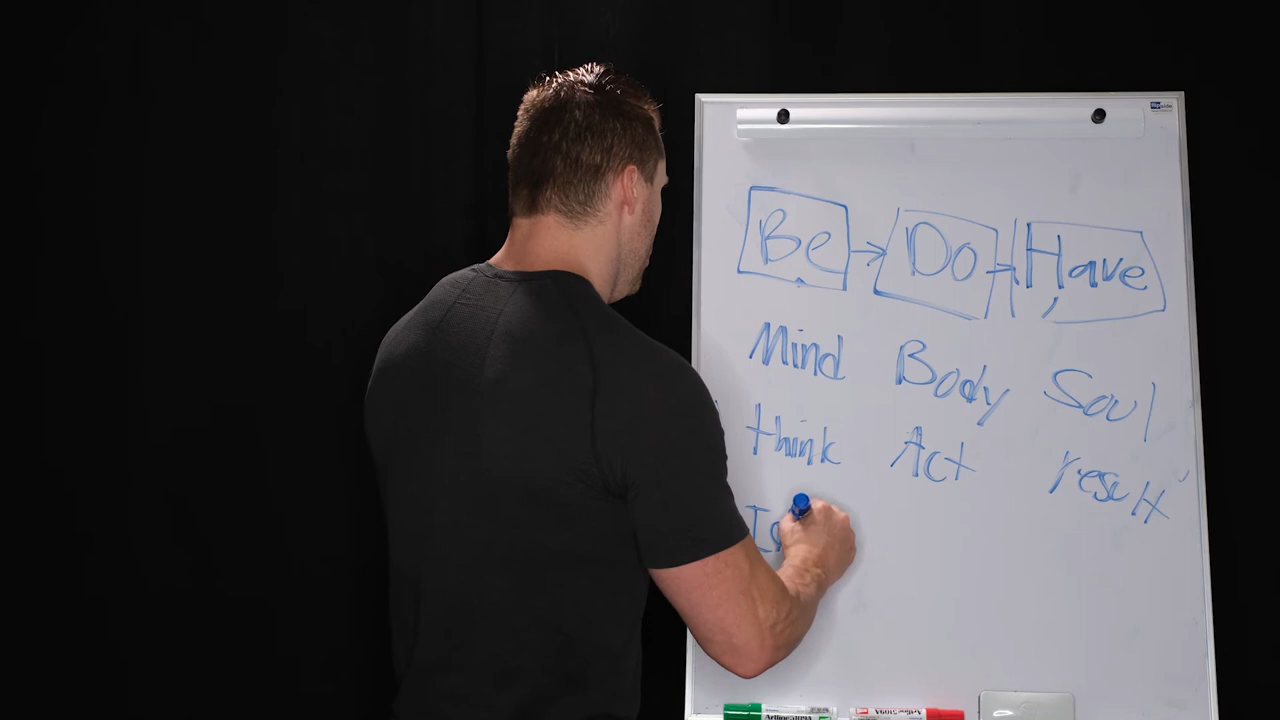 Be → Do → Have
Mind Body Soul
think Act result